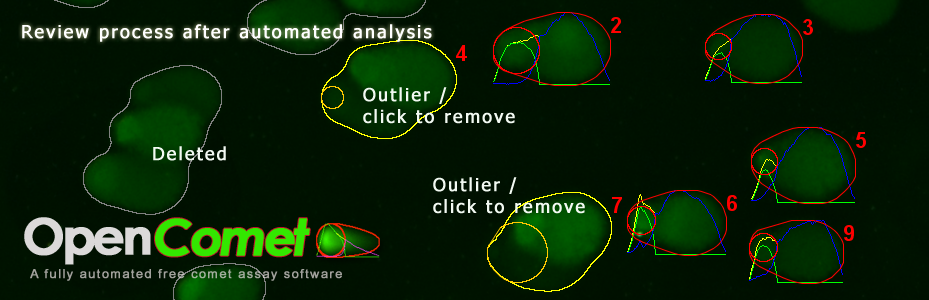 Review process after automated analysis
2
3
4
Outlier /
click to remove
5
Deleted
Outlier /
click to remove
7
6
9
OpenComet
A fully automated free comet assay software